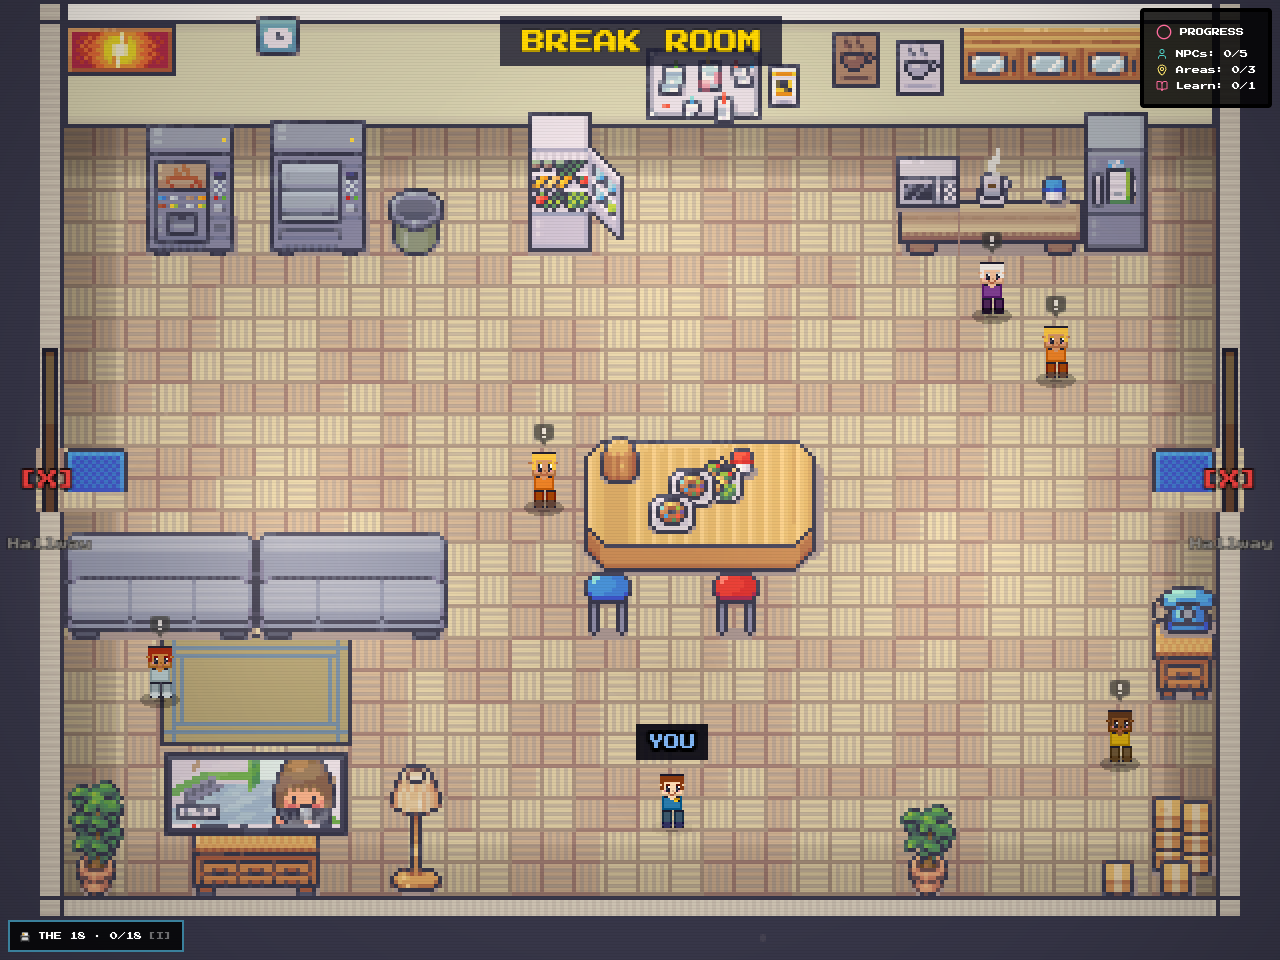 BREAK ROOM
PROGRESS
NPCs: 0/5
Areas: 0/3
Learn: 0/1
[X]
[X]
Hallway
Hallway
YOU
THE 18 · 0/18 [I]